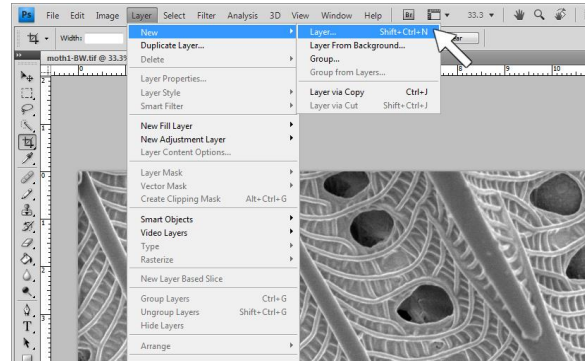 Ps File Edit Image Layer Select Filter Analysis 3D View Window Help Br 33.3
Width:
moth1-BW.tif @ 33.3%
New
Duplicate Layer...
Delete
Layer Properties...
Layer Style
Smart Filter
New Fill Layer
New Adjustment Layer
Layer Content Options...
Layer Mask
Vector Mask
Create Clipping Mask Alt+Ctrl+G
Smart Objects
Video Layers
Type
Rasterize
New Layer Based Slice
Group Layers Ctrl+G
Ungroup Layers Shift+Ctrl+G
Hide Layers
Arrange
Layer... Shift+Ctrl+N
Layer From Background...
Group...
Group from Layers...
Layer via Copy Ctrl+J
Layer via Cut Shift+Ctrl+J